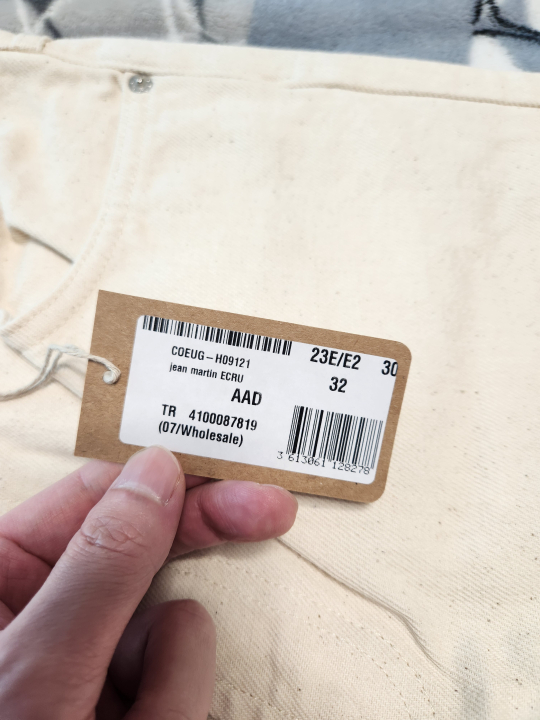 COEUG-H09121
jean martin ECRU
AAD
TR 4100087819
(07/Wholesale)
23E/E2 30
32
3 613061 128278